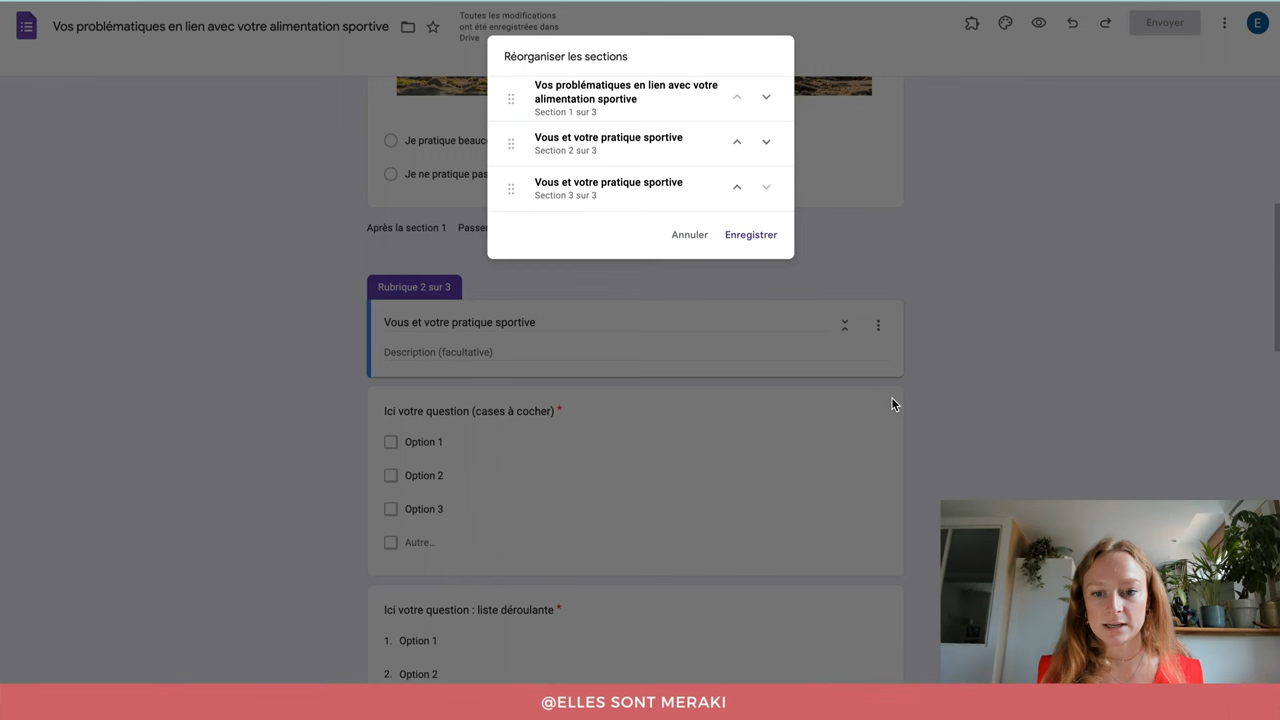 Vos problématiques en lien avec votre alimentation sportive
Toutes les modifications
ont été enregistrées dans
Drive
Envoyer
E
Réorganiser les sections
Vos problématiques en lien avec votre
alimentation sportive
Section 1 sur 3
Vous et votre pratique sportive
Section 2 sur 3
Vous et votre pratique sportive
Section 3 sur 3
Annuler
Enregistrer
Je pratique beauc
Je ne pratique pas
Après la section 1 Passer
Rubrique 2 sur 3
Vous et votre pratique sportive
Description (facultative)
Ici votre question (cases à cocher) *
Option 1
Option 2
Option 3
Autre...
Ici votre question : liste déroulante *
1. Option 1
2. Option 2
@ELLES SONT MERAKI